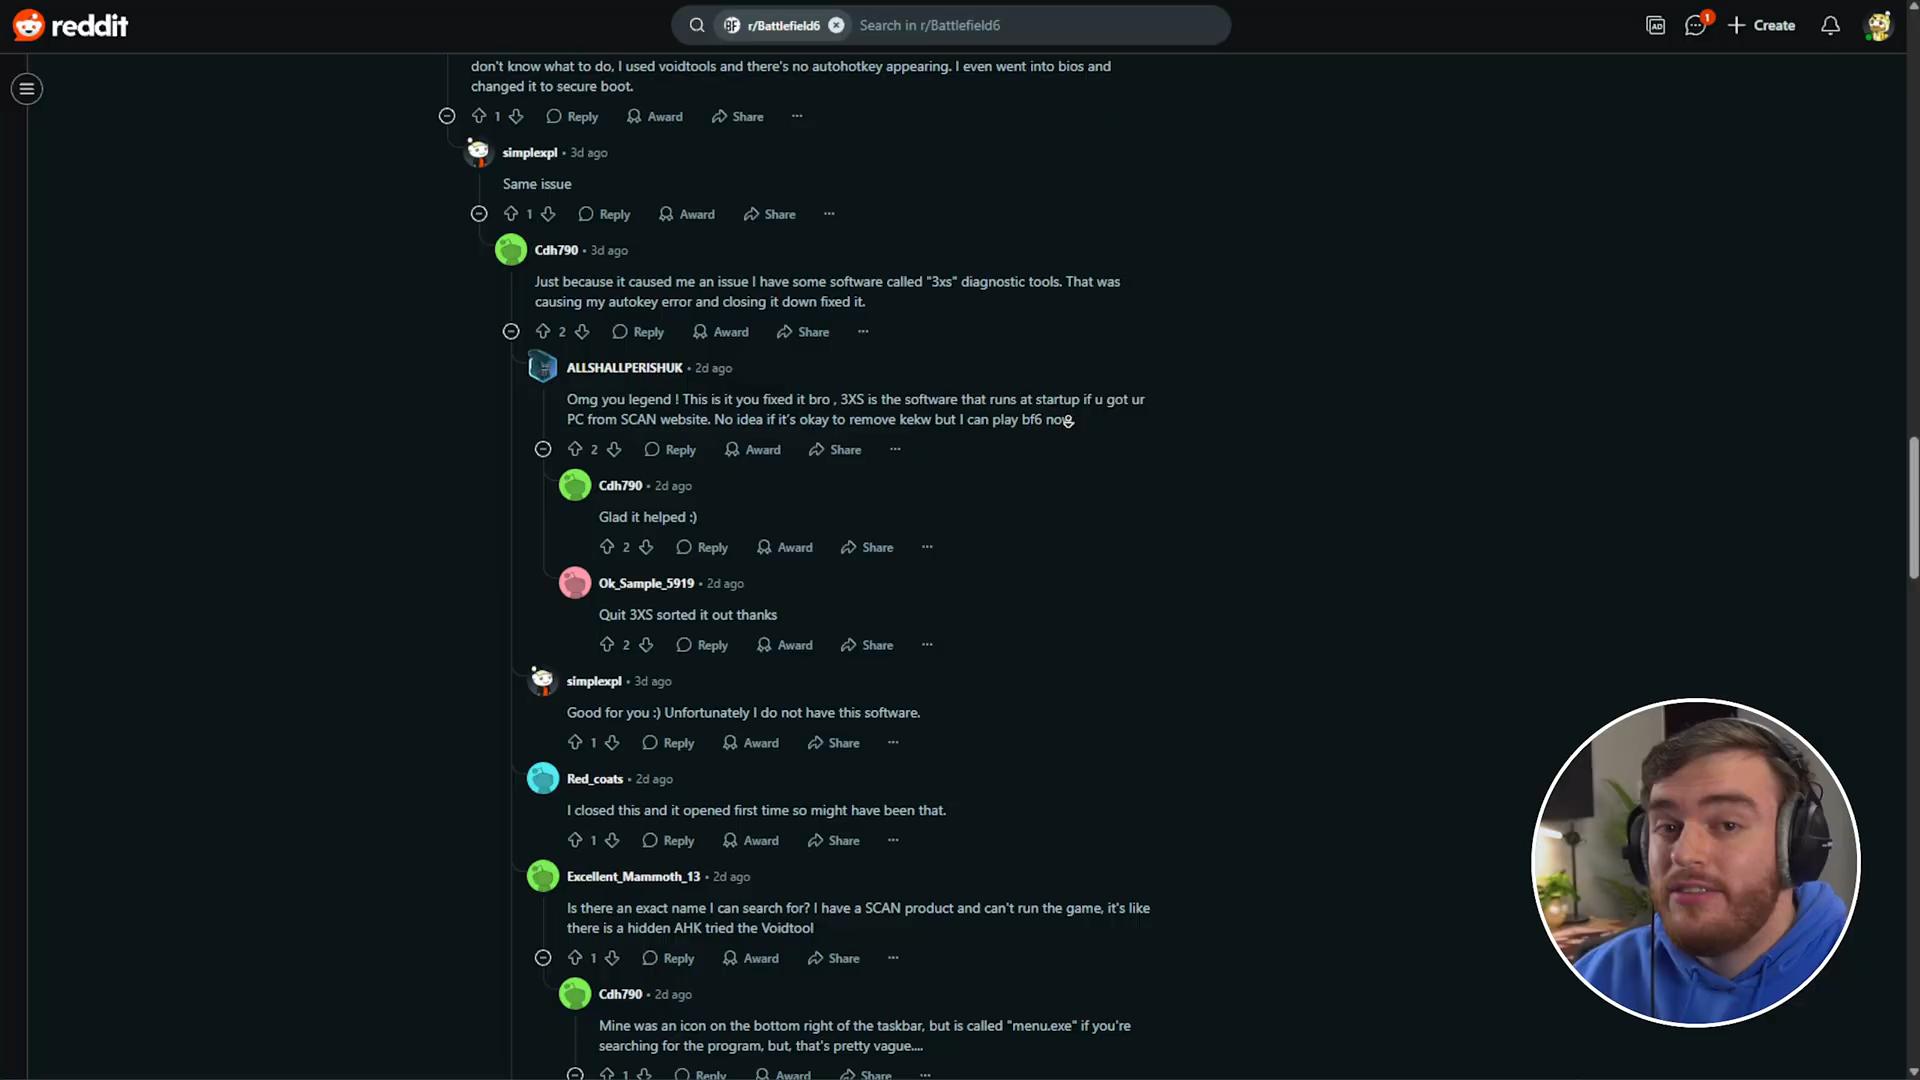 reddit
r/Battlefield6
Search in r/Battlefield6
AD
1
Create
don't know what to do, I used voidtools and there's no autohotkey appearing. I even went into bios and
changed it to secure boot.
1 Reply Award Share
simplexpl • 3d ago
Same issue
1 Reply Award Share
Cdh790 • 3d ago
Just because it caused me an issue I have some software called "3xs" diagnostic tools. That was
causing my autokey error and closing it down fixed it.
2 Reply Award Share
ALLSHALLPERISHUK • 2d ago
Omg you legend ! This is it you fixed it bro , 3XS is the software that runs at startup if u got ur
PC from SCAN website. No idea if it's okay to remove kekw but I can play bf6 now
2 Reply Award Share
Cdh790 • 2d ago
Glad it helped :)
2 Reply Award Share
Ok_Sample_5919 • 2d ago
Quit 3XS sorted it out thanks
2 Reply Award Share
simplexpl • 3d ago
Good for you :) Unfortunately I do not have this software.
1 Reply Award Share
Red_coats • 2d ago
I closed this and it opened first time so might have been that.
1 Reply Award Share
Excellent_Mammoth_13 • 2d ago
Is there an exact name I can search for? I have a SCAN product and can't run the game, it's like
there is a hidden AHK tried the Voidtool
1 Reply Award Share
Cdh790 • 2d ago
Mine was an icon on the bottom right of the taskbar, but is called "menu.exe" if you're
searching for the program, but, that's pretty vague....
1 Reply Award Share